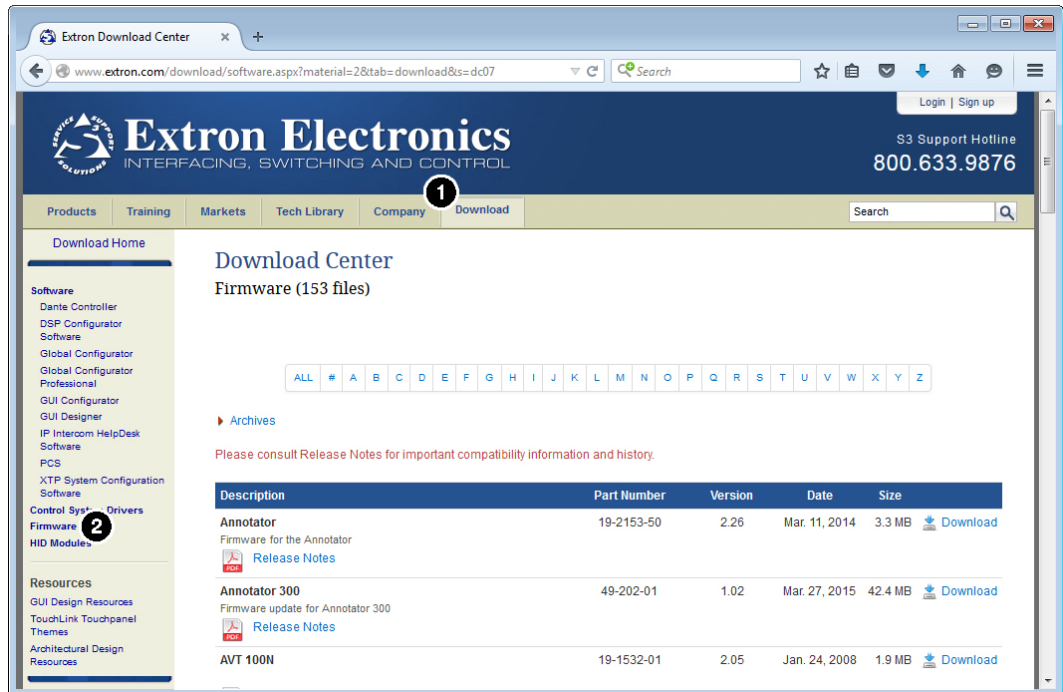 Extron Download Center
www.extron.com/download/software.aspx?material=2&tab=download&s=dc07
Search
Login | Sign up
SERVICE SUPPORT SOLUTIONS
S3
Extron Electronics
INTERFACING, SWITCHING AND CONTROL
S3 Support Hotline
800.633.9876
1
Products Training Markets Tech Library Company Download
Search
Download Home
Software
Dante Controller
DSP Configurator
Software
Global Configurator
Global Configurator
Professional
GUI Configurator
GUI Designer
IP Intercom HelpDesk
Software
PCS
XTP System Configuration
Software
Control System Drivers
Firmware
2
HID Modules
Resources
GUI Design Resources
TouchLink Touchpanel
Themes
Architectural Design
Resources
Download Center
Firmware (153 files)
ALL # A B C D E F G H I J K L M N O P Q R S T U V W X Y Z
Archives
Please consult Release Notes for important compatibility information and history.
Description Part Number Version Date Size
Annotator 19-2153-50 2.26 Mar. 11, 2014 3.3 MB Download
Firmware for the Annotator
PDF Release Notes
Annotator 300 49-202-01 1.02 Mar. 27, 2015 42.4 MB Download
Firmware update for Annotator 300
PDF Release Notes
AVT 100N 19-1532-01 2.05 Jan. 24, 2008 1.9 MB Download